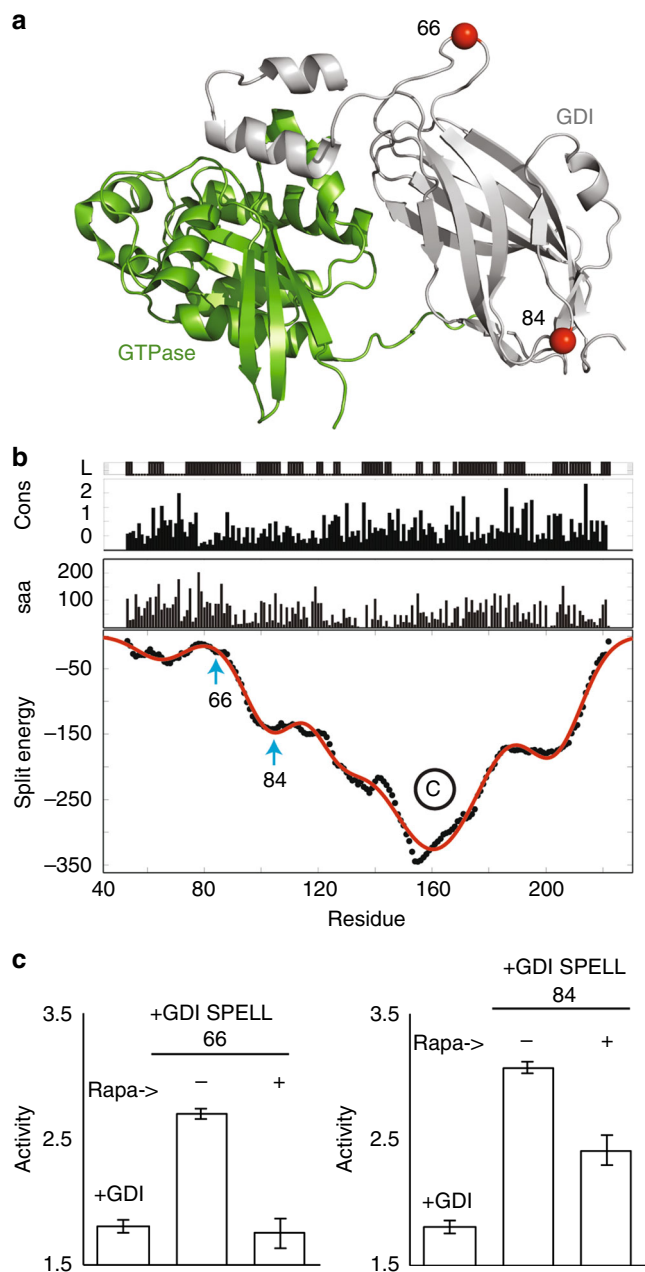 a
66
GDI
84
GTPase
b
L
Cons
2
1
0
saa
200
100
Split energy
−50
−150
−250
−350
66
84
C
40 80 120 160 200
Residue
c
Activity
3.5
2.5
1.5
+GDI SPELL
66
Rapa-> − +
+GDI
Activity
3.5
2.5
1.5
+GDI SPELL
84
Rapa-> − +
+GDI